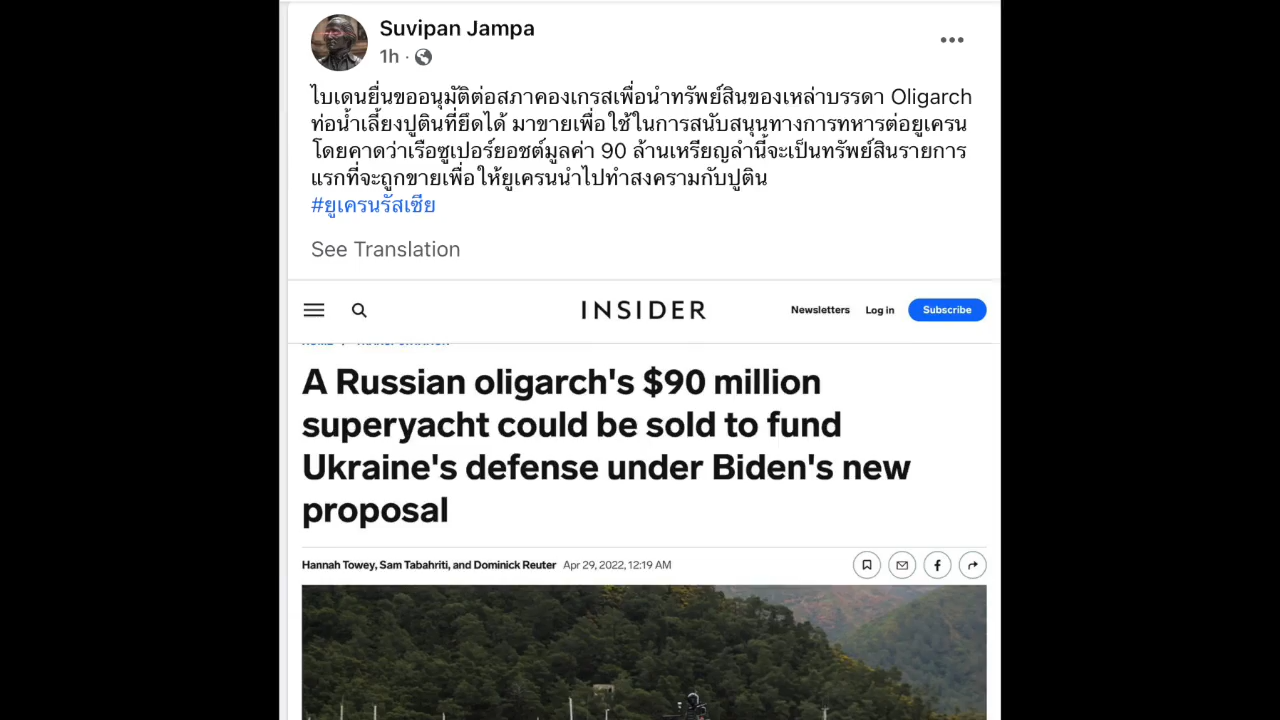 Suvipan Jampa
1h ·
ไบเดนยื่นขออนุมัติต่อสภาคองเกรสเพื่อนำทรัพย์สินของเหล่าบรรดา Oligarch
ท่อน้ำเลี้ยงปูตินที่ยึดได้ มาขายเพื่อใช้ในการสนับสนุนทางการทหารต่อยูเครน
โดยคาดว่าเรือซูเปอร์ยอชต์มูลค่า 90 ล้านเหรียญลำนี้จะเป็นทรัพย์สินรายการ
แรกที่จะถูกขายเพื่อให้ยูเครนนำไปทำสงครามกับปูติน
#ยูเครนรัสเซีย
See Translation
INSIDER
Newsletters Log in Subscribe
A Russian oligarch's $90 million
superyacht could be sold to fund
Ukraine's defense under Biden's new
proposal
Hannah Towey, Sam Tabahriti, and Dominick Reuter Apr 29, 2022, 12:19 AM